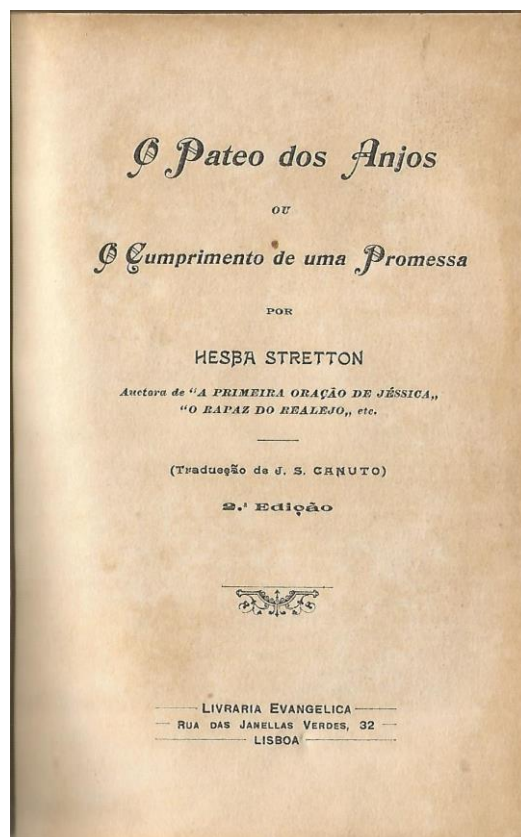 O Pateo dos Anjos
OU
O Cumprimento de uma Promessa
POR
HESBA STRETTON
Auctora de "A PRIMEIRA ORAÇÃO DE JÉSSICA„
"O RAPAZ DO REALEJO„ etc.
(Traducção de J. S. CANUTO)
2.ª Edição
LIVRARIA EVANGELICA
RUA DAS JANELLAS VERDES, 32
LISBOA